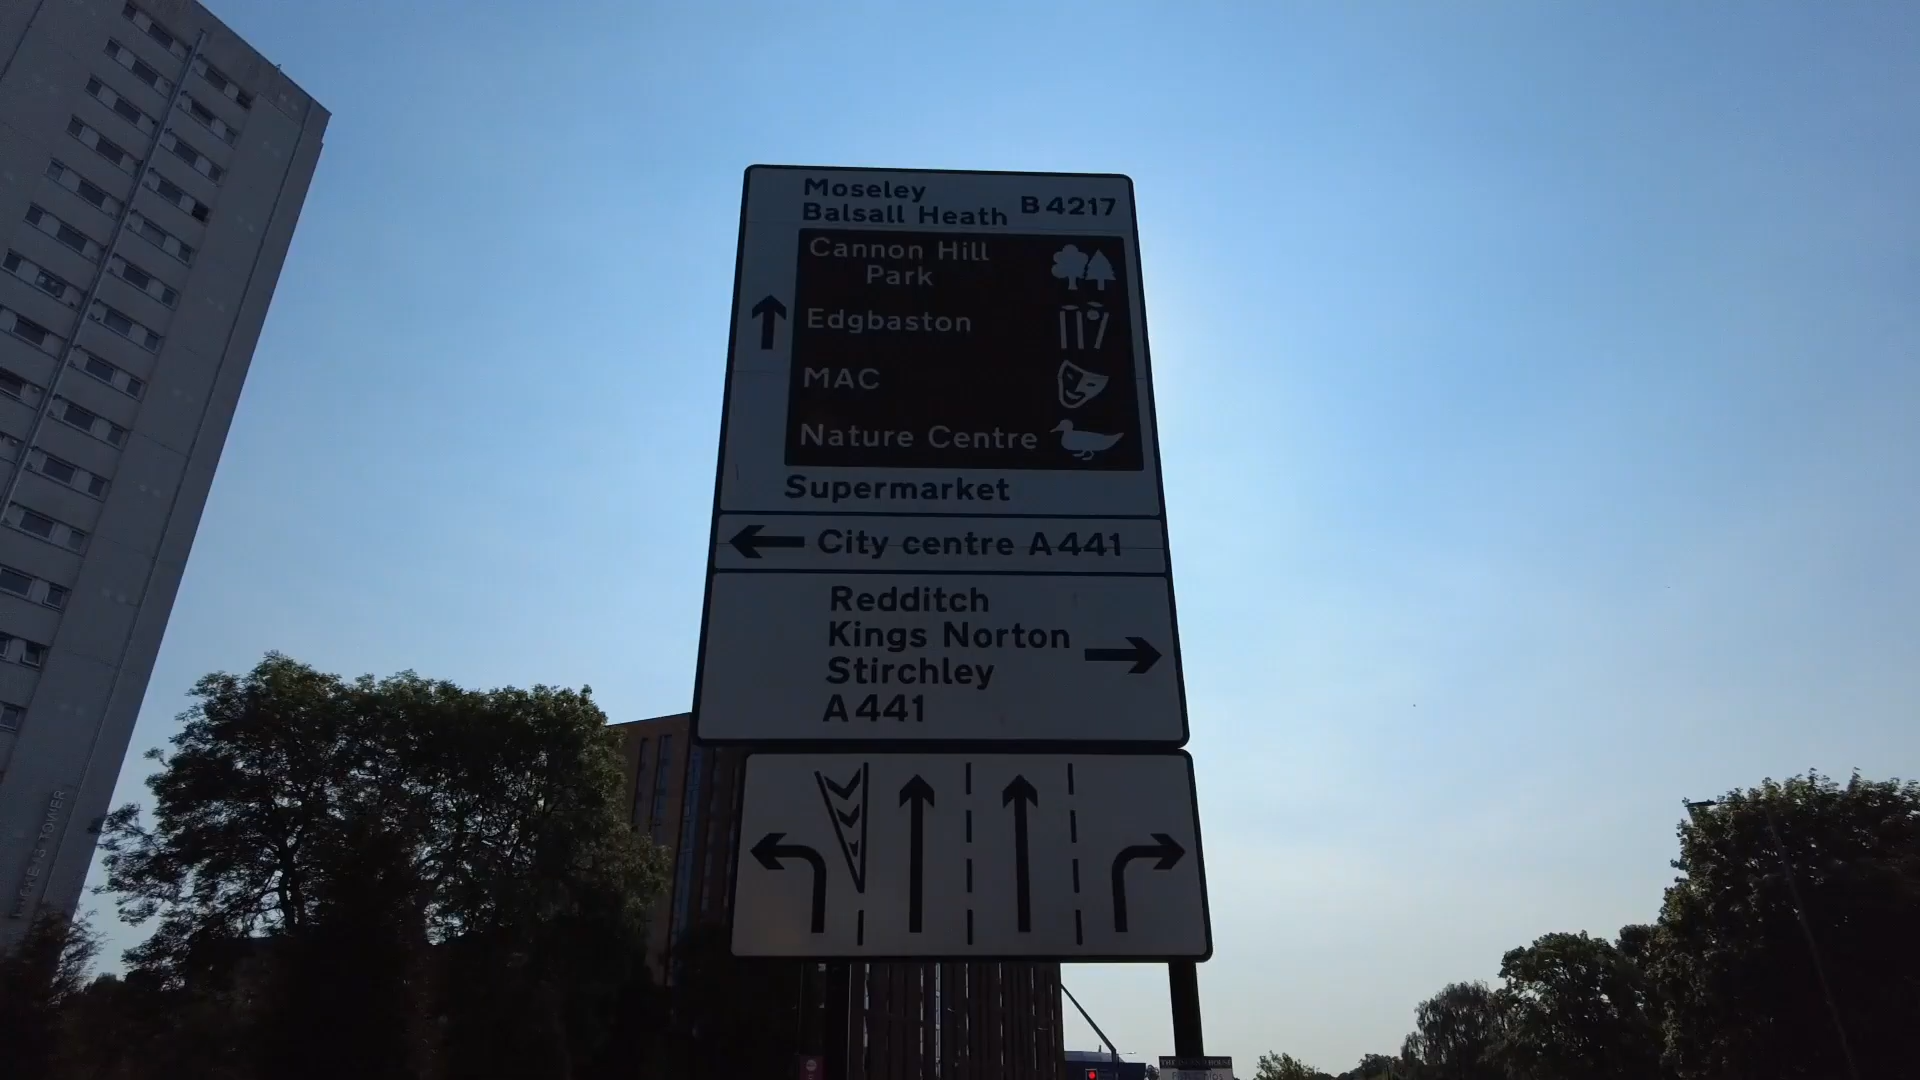 Moseley
Balsall Heath B4217
Cannon Hill
Park
Edgbaston
MAC
Nature Centre
Supermarket
City centre A441
Redditch
Kings Norton
Stirchley
A441
TOWER